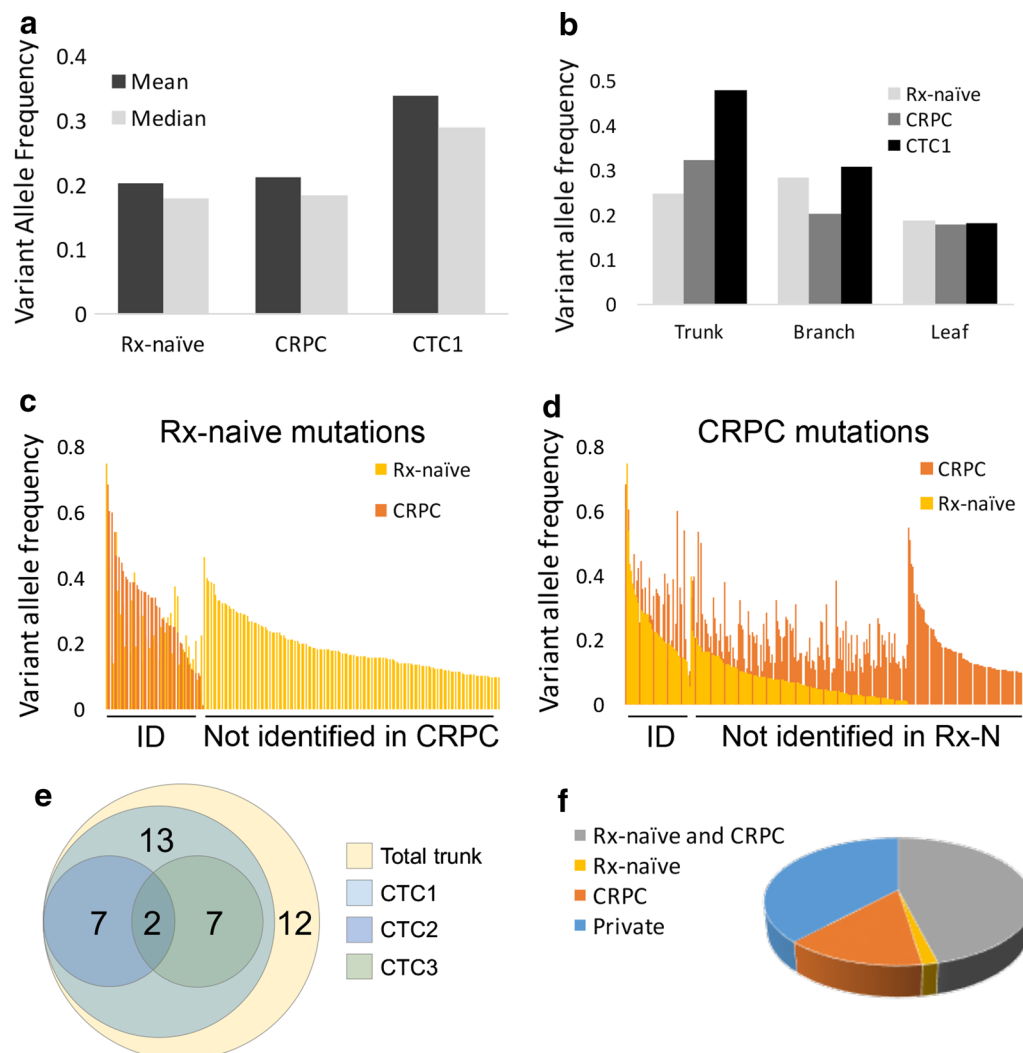 a
Variant Allele Frequency
0.4
0.3
0.2
0.1
0
Mean
Median
Rx-naïve
CRPC
CTC1
b
Variant allele frequency
0.5
0.4
0.3
0.2
0.1
0
Rx-naïve
CRPC
CTC1
Trunk
Branch
Leaf
c
Rx-naive mutations
Variant allele frequency
0.8
0.6
0.4
0.2
0
Rx-naïve
CRPC
ID
Not identified in CRPC
d
CRPC mutations
Variant allele frequency
0.8
0.6
0.4
0.2
0
CRPC
Rx-naïve
ID
Not identified in Rx-N
e
13
7
2
7
12
Total trunk
CTC1
CTC2
CTC3
f
Rx-naïve and CRPC
Rx-naïve
CRPC
Private